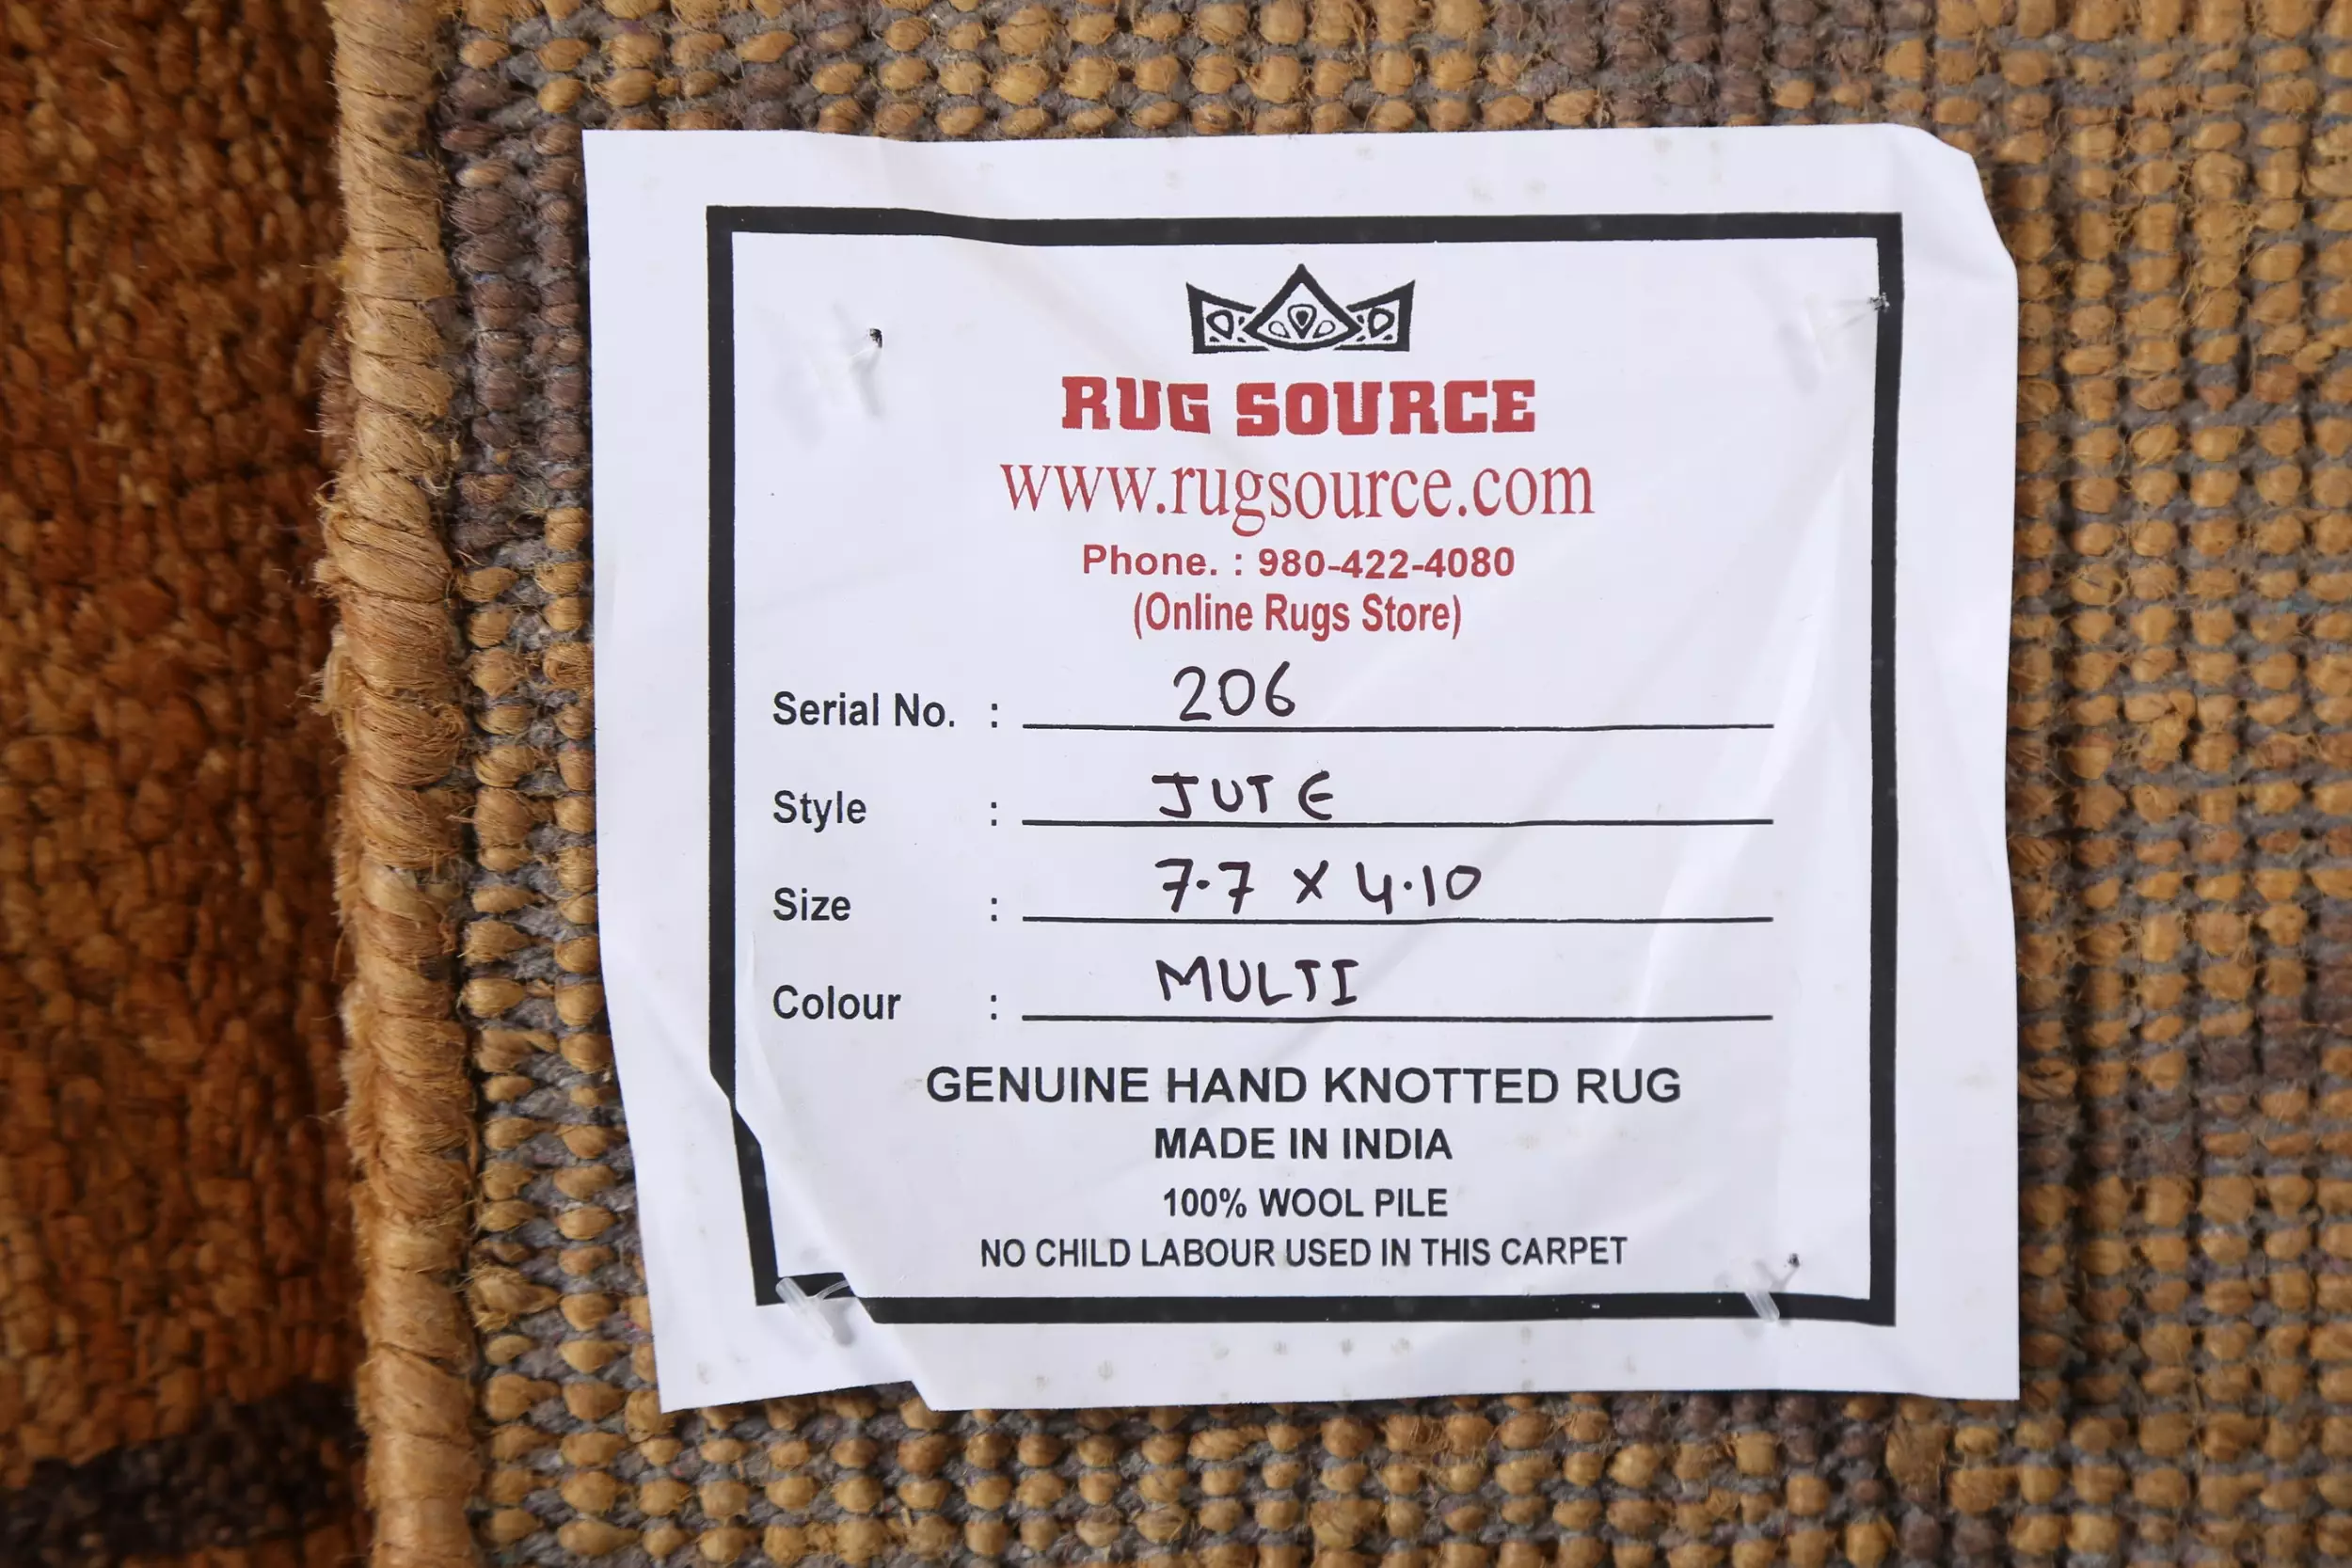 RUG SOURCE
www.rugsource.com
Phone. : 980-422-4080
(Online Rugs Store)
Serial No. : 206
Style : JUTE
Size : 7.7 X 4.10
Colour : MULTI
GENUINE HAND KNOTTED RUG
MADE IN INDIA
100% WOOL PILE
NO CHILD LABOUR USED IN THIS CARPET